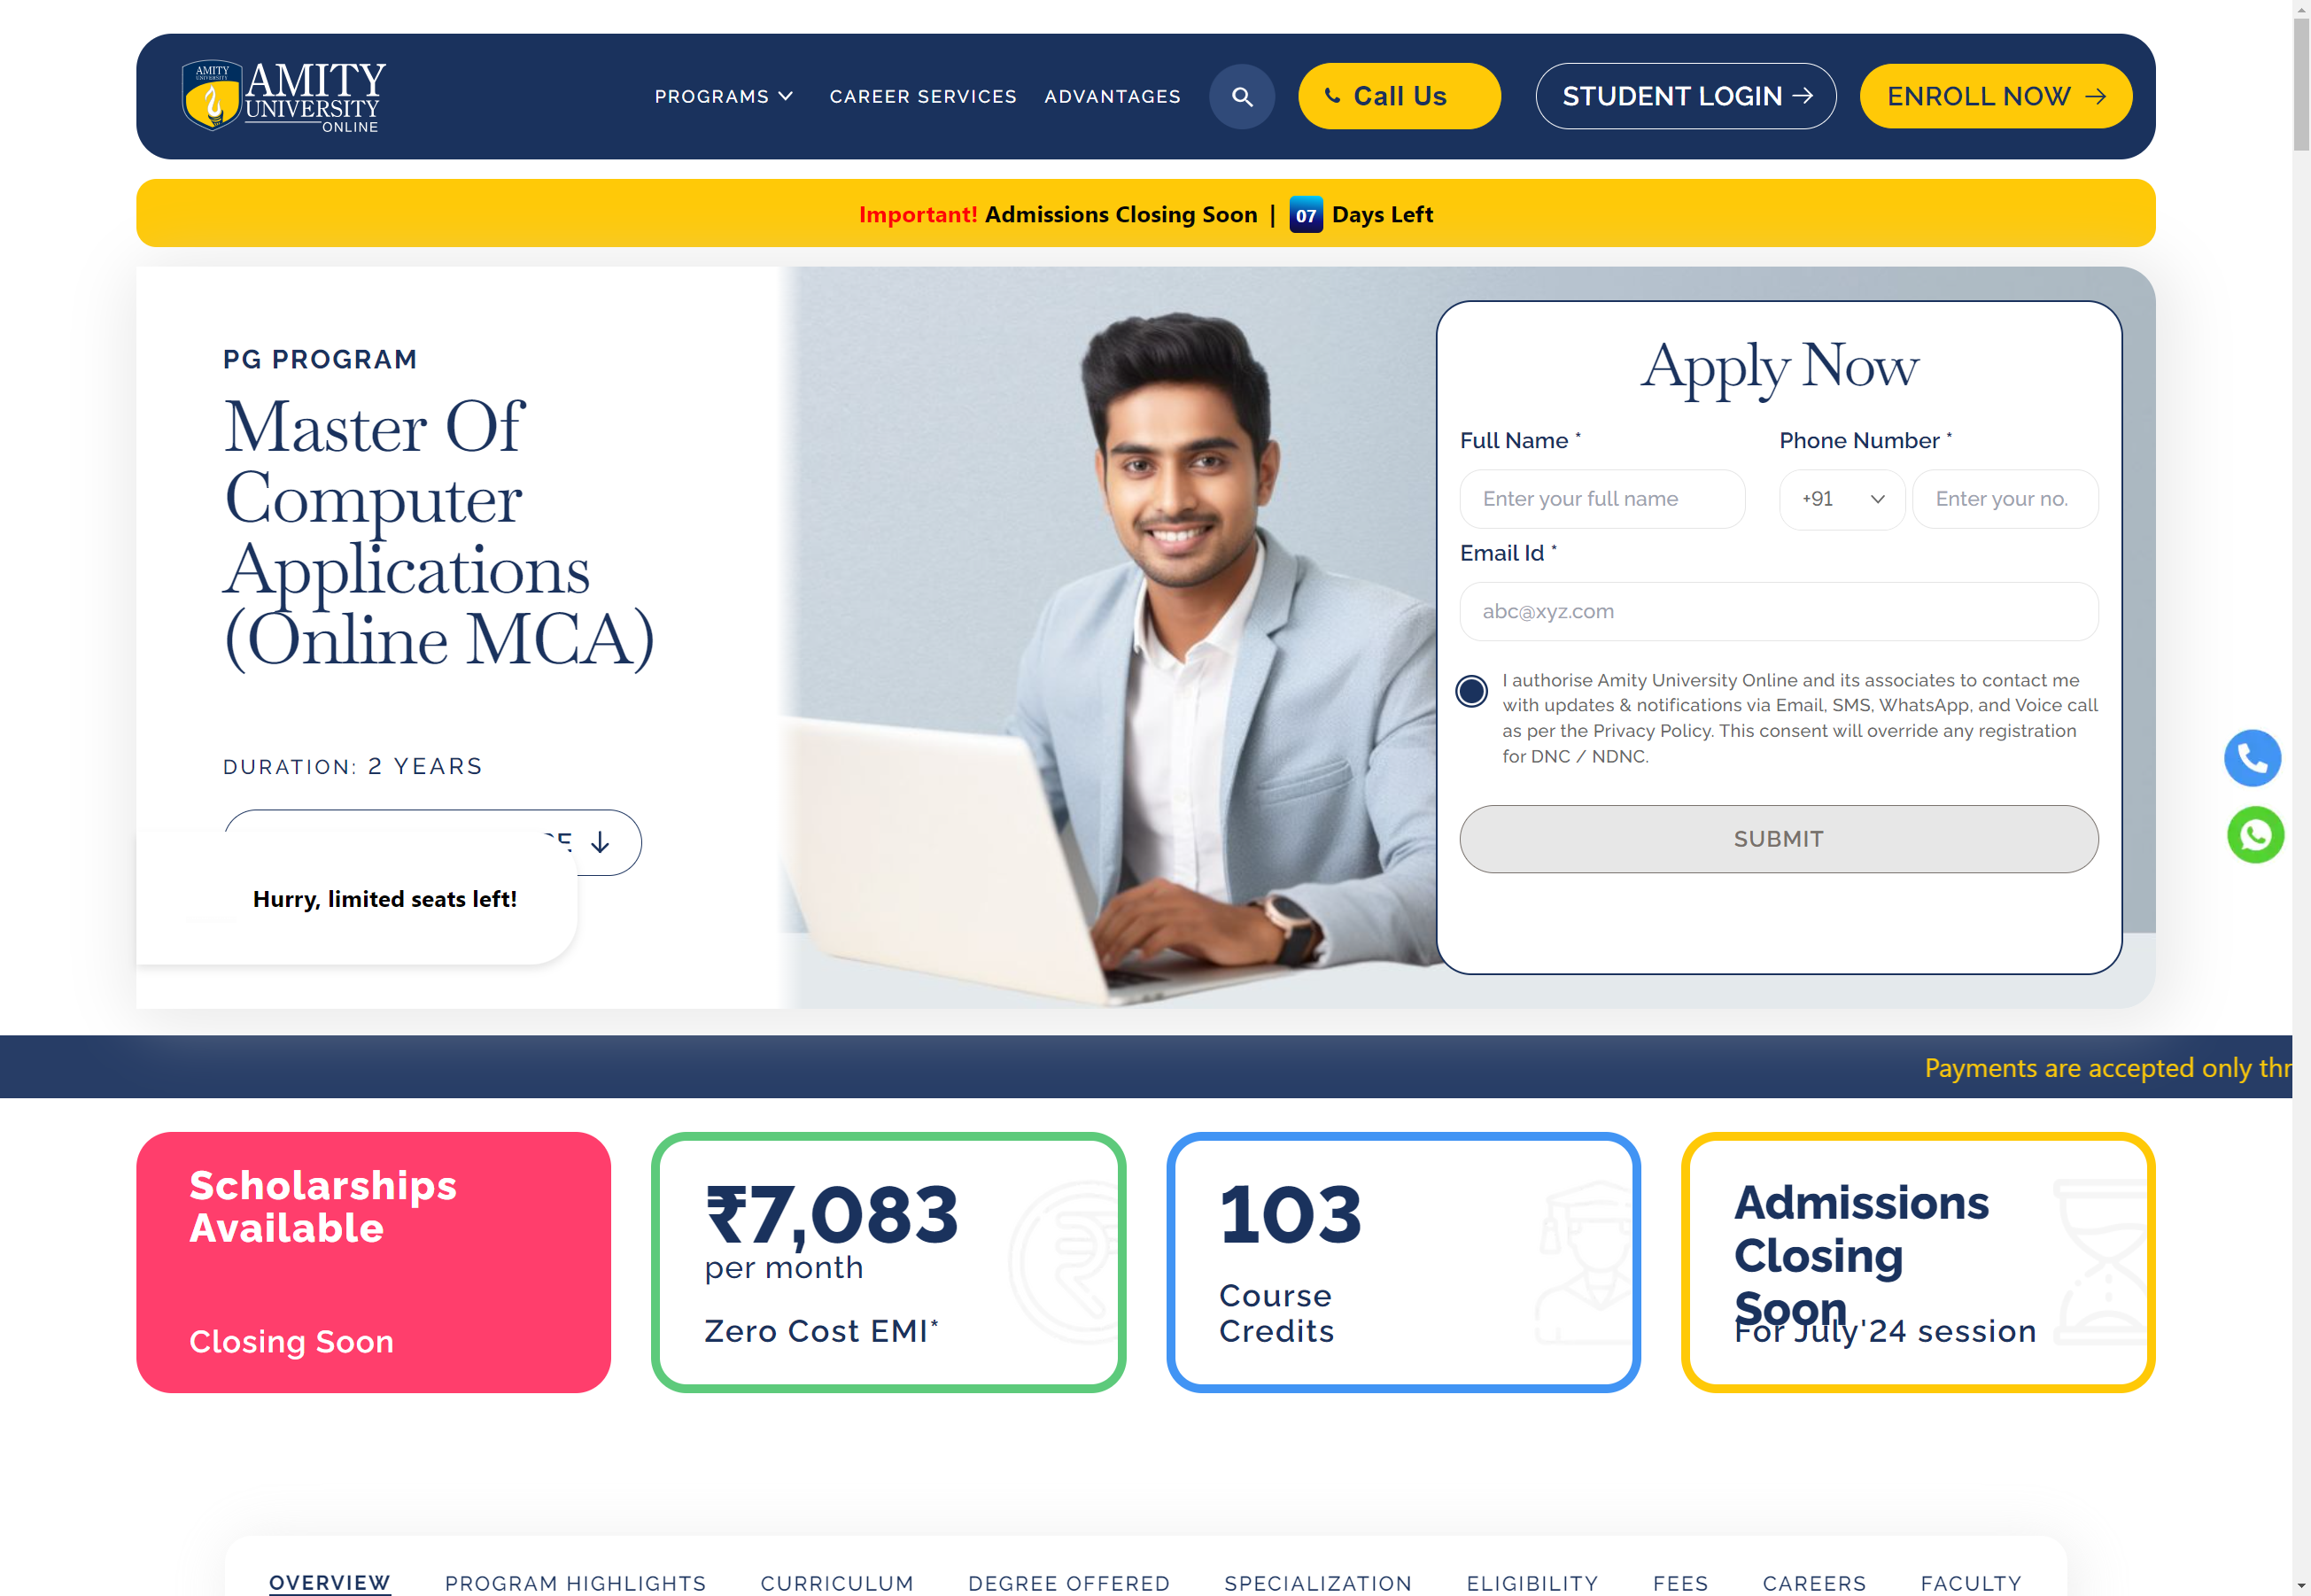 AMITY
UNIVERSITY
AMITY
UNIVERSITY
ONLINE
PROGRAMS
CAREER SERVICES
ADVANTAGES
Call Us
STUDENT LOGIN
ENROLL NOW
Important! Admissions Closing Soon | 07 Days Left
PG PROGRAM
Master Of
Computer
Applications
(Online MCA)
DURATION: 2 YEARS
Hurry, limited seats left!
Apply Now
Full Name *
Phone Number *
Enter your full name
+91
Enter your no.
Email Id *
abc@xyz.com
I authorise Amity University Online and its associates to contact me
with updates & notifications via Email, SMS, WhatsApp, and Voice call
as per the Privacy Policy. This consent will override any registration
for DNC / NDNC.
SUBMIT
Payments are accepted only thr
Scholarships
Available
Closing Soon
₹7,083
per month
Zero Cost EMI*
103
Course
Credits
Admissions
Closing
Soon
For July'24 session
OVERVIEW
PROGRAM HIGHLIGHTS
CURRICULUM
DEGREE OFFERED
SPECIALIZATION
ELIGIBILITY
FEES
CAREERS
FACULTY